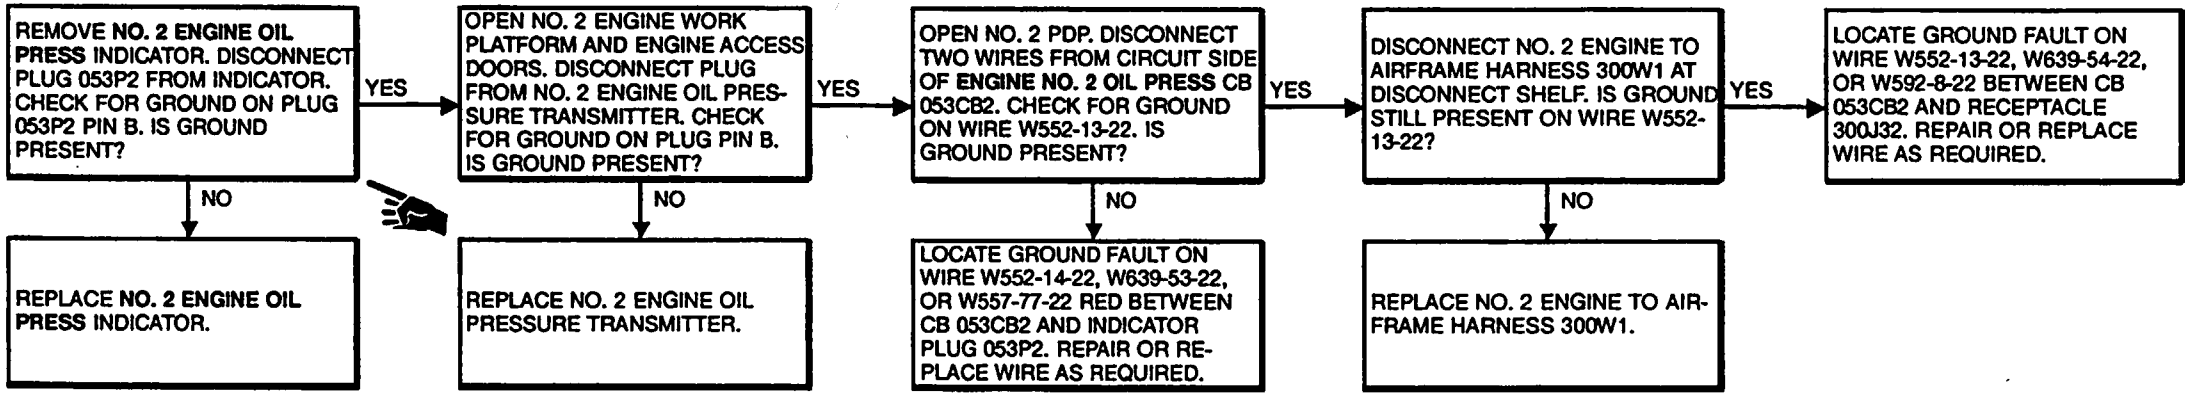 REMOVE NO. 2 ENGINE OIL
PRESS INDICATOR. DISCONNECT
PLUG 053P2 FROM INDICATOR.
CHECK FOR GROUND ON PLUG
053P2 PIN B. IS GROUND
PRESENT?
YES
NO
REPLACE NO. 2 ENGINE OIL
PRESS INDICATOR.
OPEN NO. 2 ENGINE WORK
PLATFORM AND ENGINE ACCESS
DOORS. DISCONNECT PLUG
FROM NO. 2 ENGINE OIL PRES-
SURE TRANSMITTER. CHECK
FOR GROUND ON PLUG PIN B.
IS GROUND PRESENT?
YES
NO
REPLACE NO. 2 ENGINE OIL
PRESSURE TRANSMITTER.
OPEN NO. 2 PDP. DISCONNECT
TWO WIRES FROM CIRCUIT SIDE
OF ENGINE NO. 2 OIL PRESS CB
053CB2. CHECK FOR GROUND
ON WIRE W552-13-22. IS
GROUND PRESENT?
YES
NO
LOCATE GROUND FAULT ON
WIRE W552-14-22, W639-53-22,
OR W557-77-22 RED BETWEEN
CB 053CB2 AND INDICATOR
PLUG 053P2. REPAIR OR RE-
PLACE WIRE AS REQUIRED.
DISCONNECT NO. 2 ENGINE TO
AIRFRAME HARNESS 300W1 AT
DISCONNECT SHELF. IS GROUND
STILL PRESENT ON WIRE W552-
13-22?
YES
NO
REPLACE NO. 2 ENGINE TO AIR-
FRAME HARNESS 300W1.
LOCATE GROUND FAULT ON
WIRE W552-13-22, W639-54-22,
OR W592-8-22 BETWEEN CB
053CB2 AND RECEPTACLE
300J32. REPAIR OR REPLACE
WIRE AS REQUIRED.